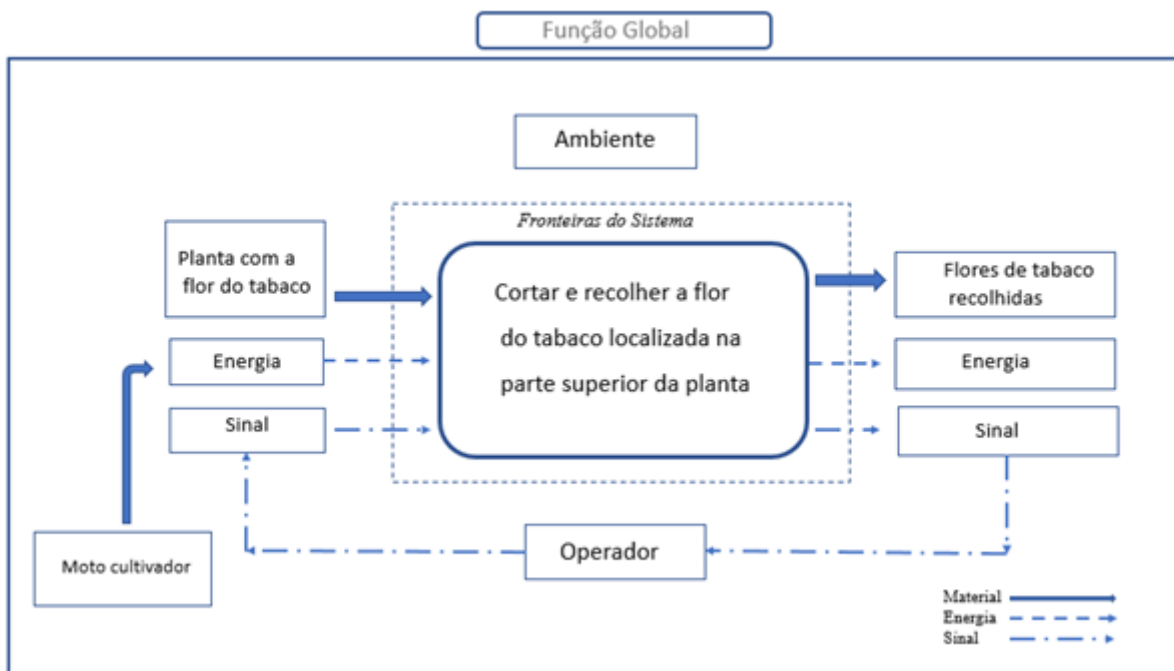 Função Global
Ambiente
Fronteiras do Sistema
Planta com a
flor do tabaco
Cortar e recolher a flor
do tabaco localizada na
parte superior da planta
Flores de tabaco
recolhidas
Energia
Energia
Sinal
Sinal
Moto cultivador
Operador
Material
Energia
Sinal